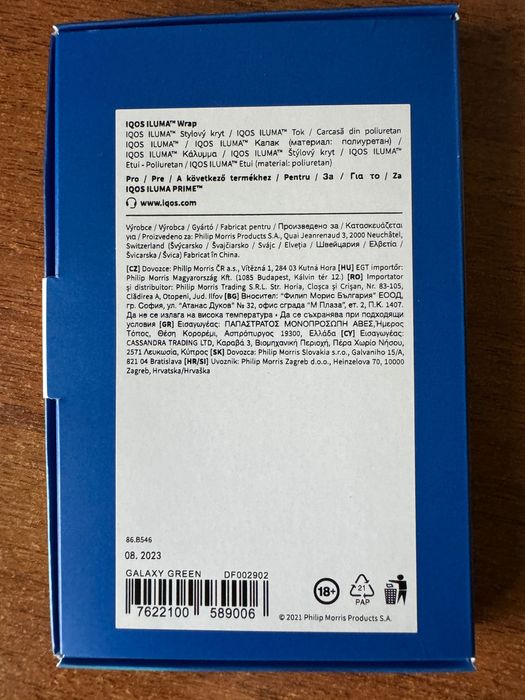 IQOS ILUMA™ Wrap
IQOS ILUMA™ Stylový kryt / IQOS ILUMA™ Tok / Carcasă din poliuretan
IQOS ILUMA™ / IQOS ILUMA™ Капак (материал: полиуретан) /
IQOS ILUMA™ Κάλυμμα / IQOS ILUMA™ Štýlový kryt / IQOS ILUMA™
Etui - Poliuretan / IQOS ILUMA™ Etui (material: poliuretan)
Pro / Pre / A következő termékhez / Pentru / За / Για το / Za
IQOS ILUMA PRIME™
www.iqos.com
Výrobce / Výrobca / Gyártó / Fabricat pentru / Произведено за / Κατασκευάζεται
για / Proizvedeno za: Philip Morris Products S.A., Quai Jeanrenaud 3, 2000 Neuchâtel,
Switzerland (Švýcarsko / Švajčiarsko / Svájc / Elveția / Швейцария / Ελβετία /
Švicarska / Švica) Fabricat în China.
[CZ] Dovozce: Philip Morris ČR a.s., Vítězná 1, 284 03 Kutná Hora [HU] EGT importőr:
Philip Morris Magyarország Kft. (1085 Budapest, Kálvin tér 12.) [RO] Importator
și distribuitor: Philip Morris Trading S.R.L. Str. Horia, Cloșca și Crișan, Nr. 83-105,
Clădirea A, Otopeni, Jud. Ilfov [BG] Вносител: "Филип Морис България" ЕООД,
гр. София, ул. "Атанас Дуков" № 32, офис сграда "М Плаза", ет. 2, П.К. 1407.
Да не се излага на висока температура • Да се съхранява при подходящи
условия [GR] Εισαγωγέας: ΠΑΠΑΣΤΡΑΤΟΣ ΜΟΝΟΠΡΟΣΩΠΗ ΑΒΕΣ,Ημερος
Τόπος, Θέση Κορορέμι, Ασπρόπυργος 19300, Ελλάδα [CY] Εισαγωγέας:
CASSANDRA TRADING LTD, Καραβά 3, Βιομηχανική Περιοχή, Πέρα Χωρίο Νήσου,
2571 Λευκωσία, Κύπρος [SK] Dovozca: Philip Morris Slovakia s.r.o., Galvaniho 15/A,
821 04 Bratislava [HR/SI] Uvoznik: Philip Morris Zagreb d.o.o., Heinzelova 70, 10000
Zagreb, Hrvatska/Hrvaška
86.B546
08. 2023
GALAXY GREEN DF002902
7622100 589006
18+
21
PAP
© 2021 Philip Morris Products S.A.